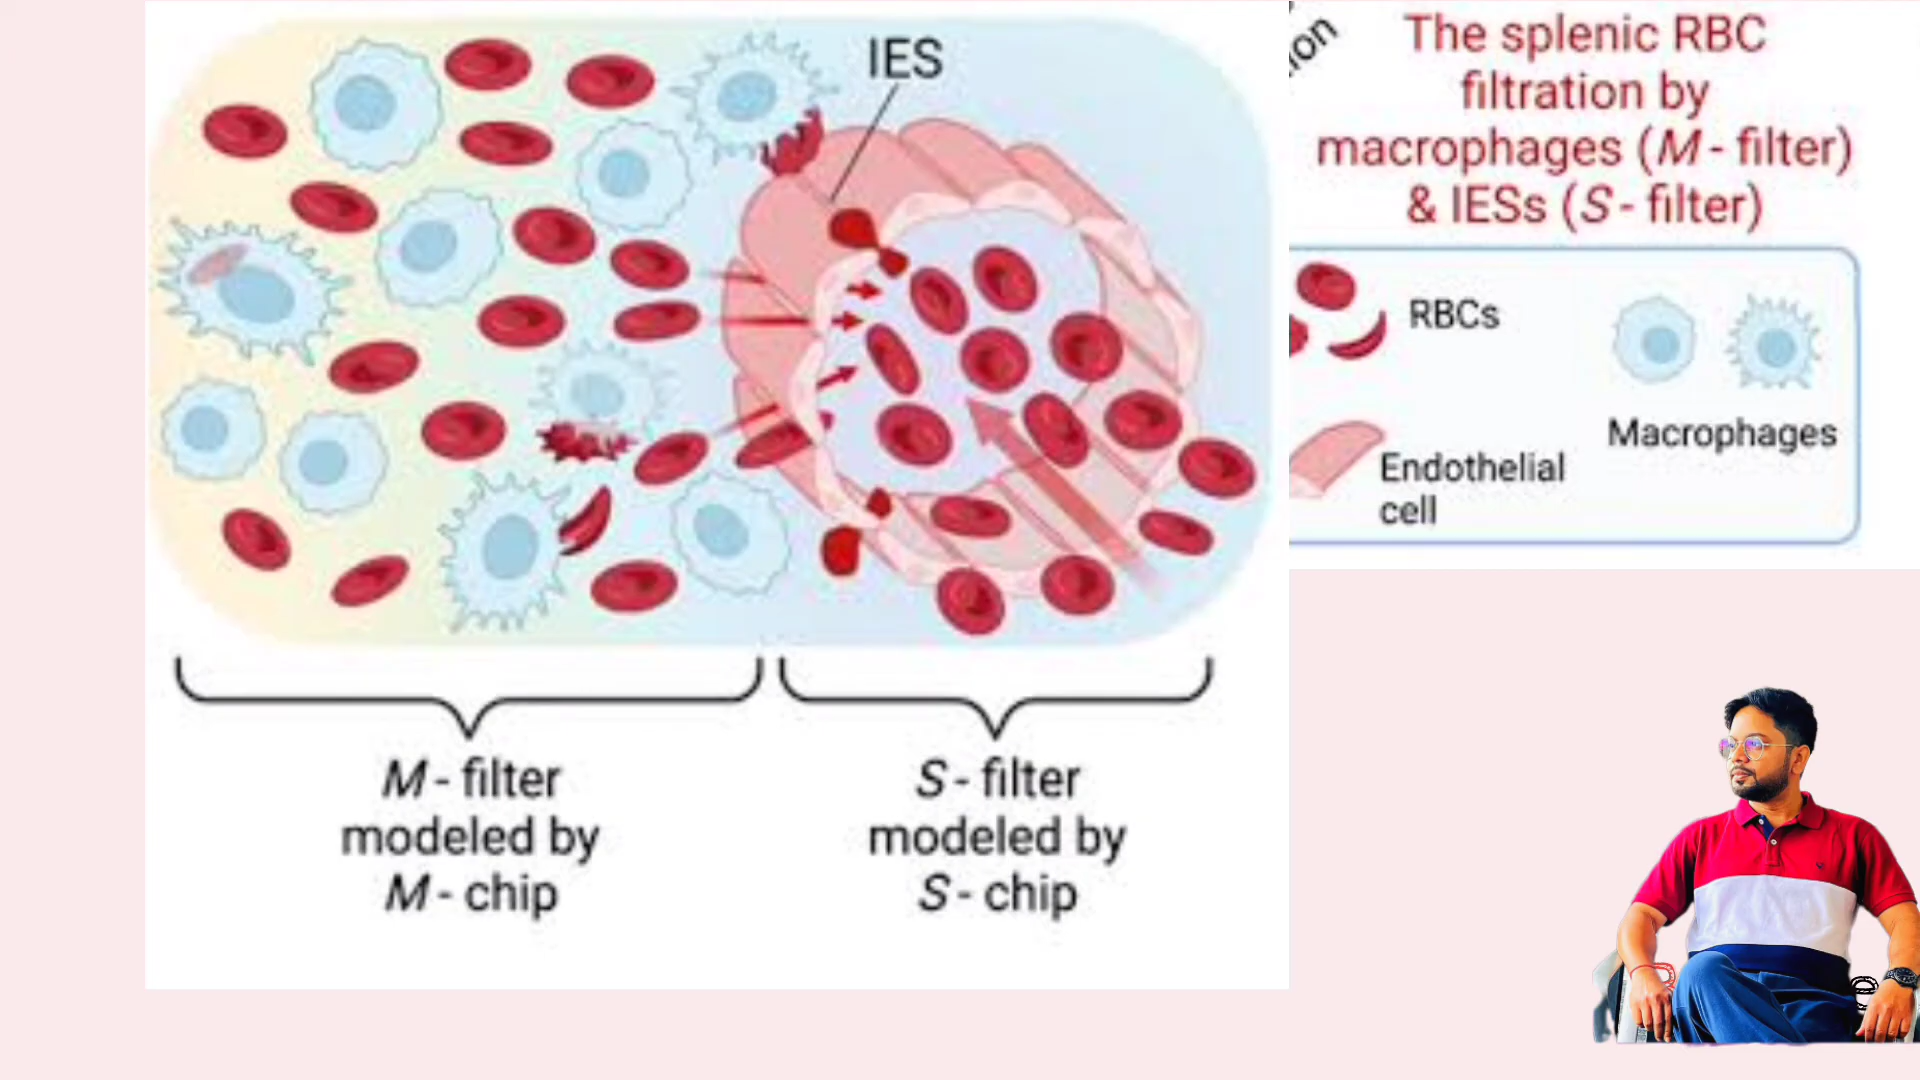 IES
M - filter
modeled by
M - chip
S - filter
modeled by
S - chip
The splenic RBC
filtration by
macrophages (M - filter)
& IESs (S - filter)
RBCs
Macrophages
Endothelial
cell